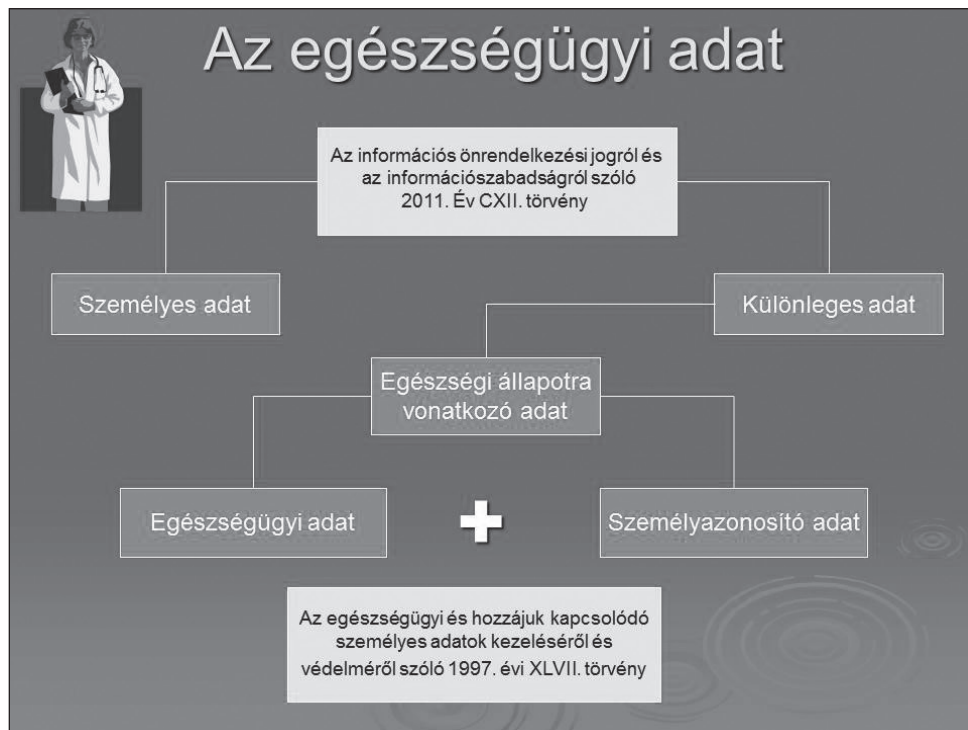 Az egészségügyi adat
Az információs önrendelkezési jogról és
az információszabadságról szóló
2011. Év CXII. törvény
Személyes adat
Különleges adat
Egészségi állapotra
vonatkozó adat
Egészségügyi adat
+
Személyazonosító adat
Az egészségügyi és hozzájuk kapcsolódó
személyes adatok kezeléséről és
védelméről szóló 1997. évi XLVII. törvény